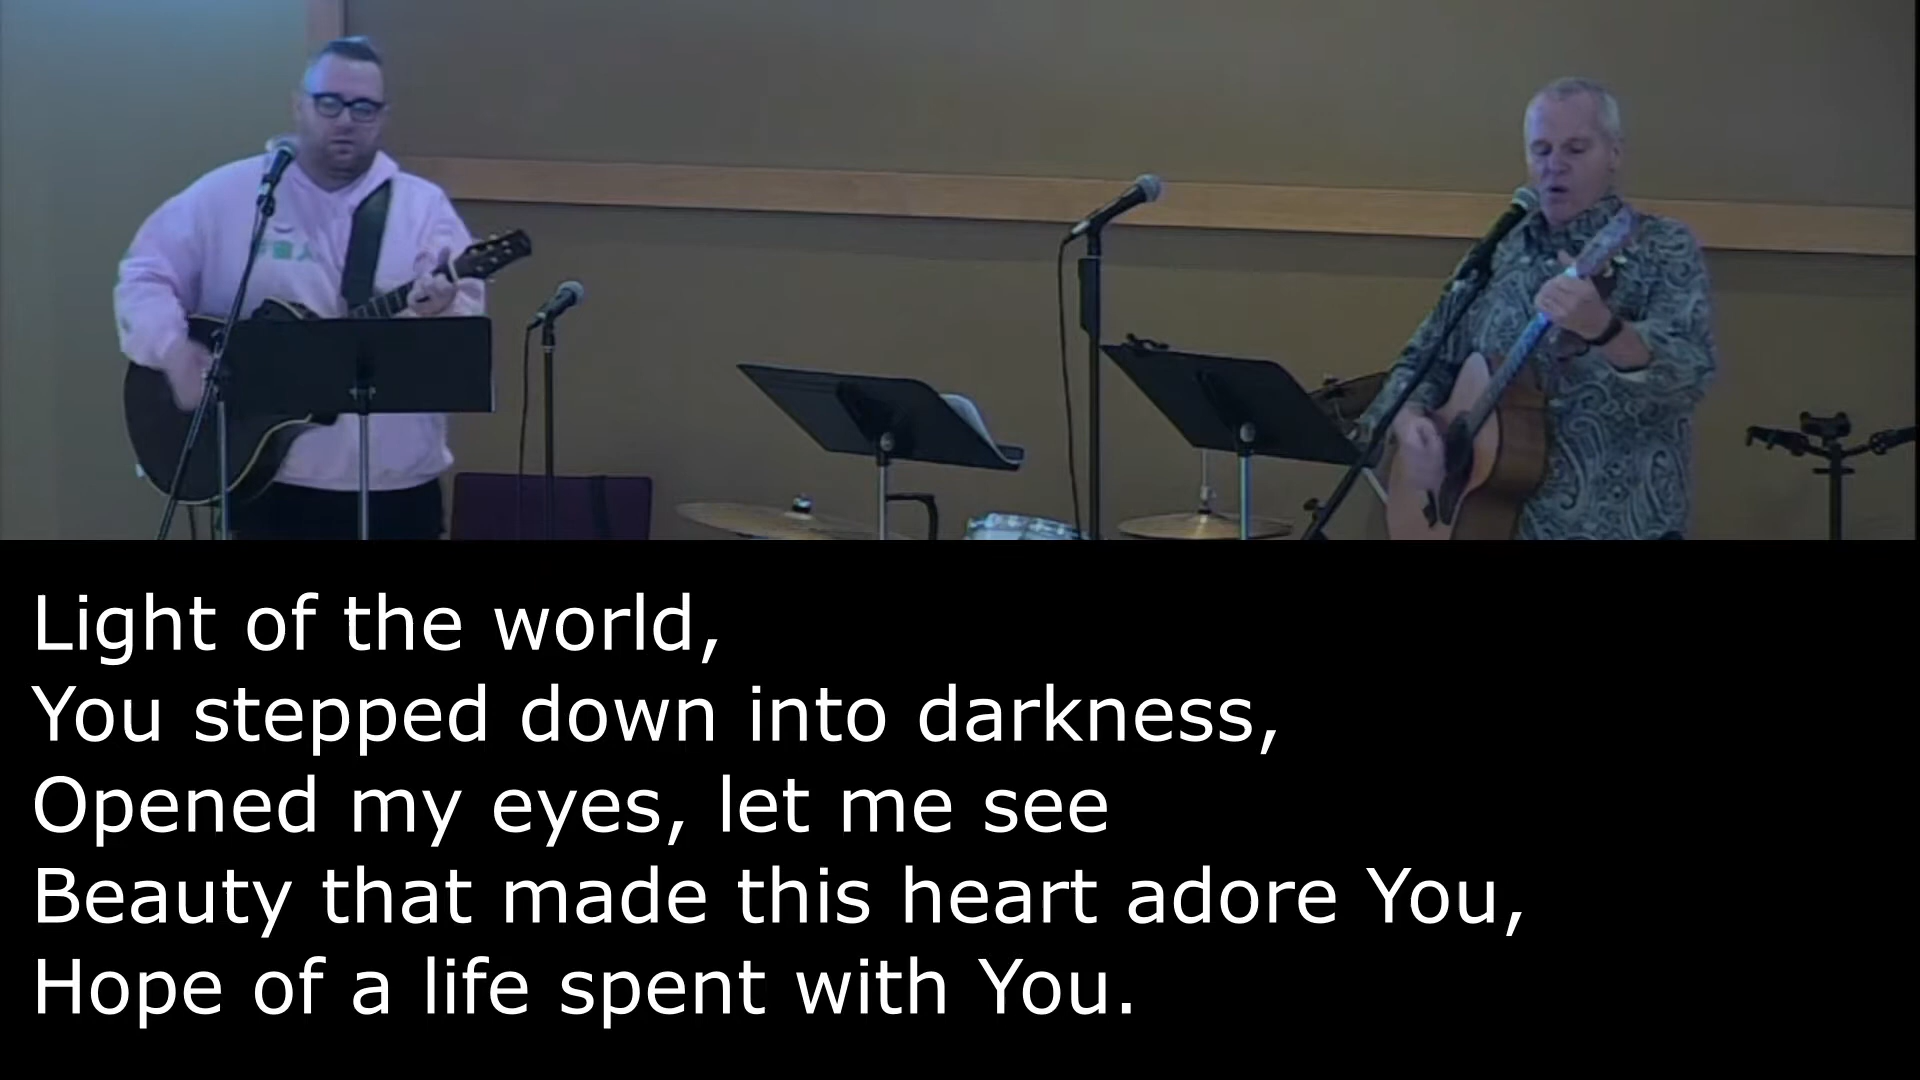 Light of the world,
You stepped down into darkness,
Opened my eyes, let me see
Beauty that made this heart adore You,
Hope of a life spent with You.